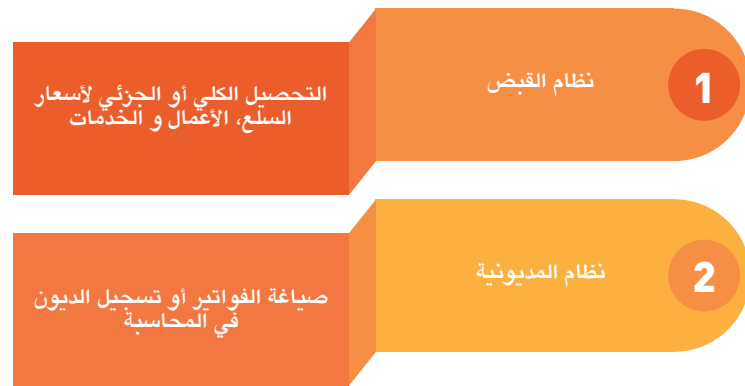 1
نظام القبض
التحصيل الكلي أو الجزئي لأسعار
السلع، الأعمال و الخدمات
2
نظام المديونية
صياغة الفواتير أو تسجيل الديون
في المحاسبة